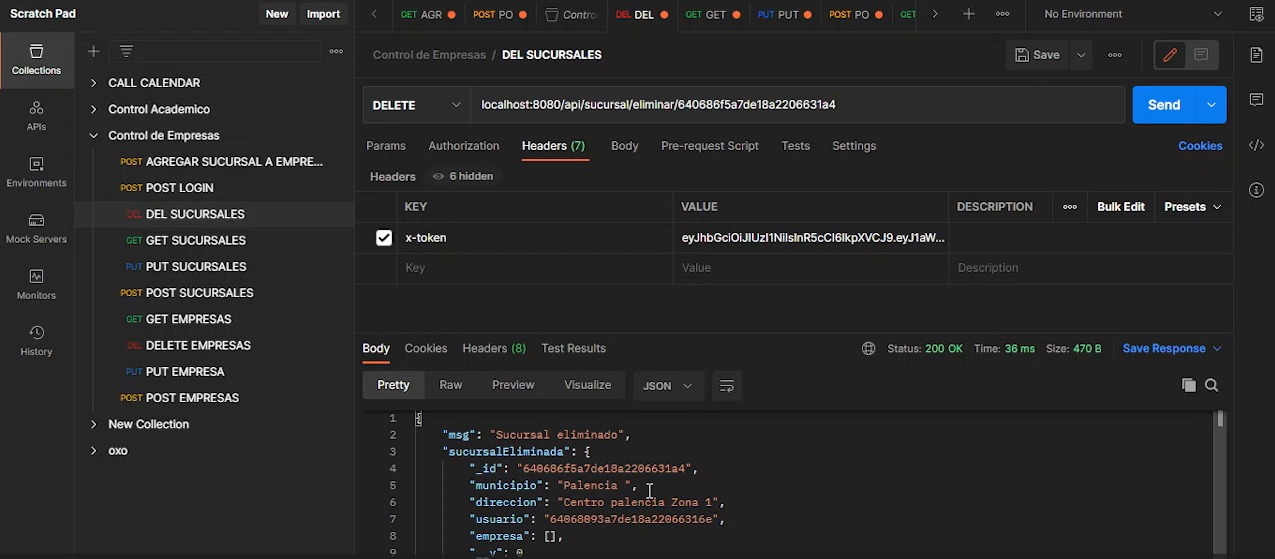 Scratch Pad New Import
GET AGR POST PO Contro DEL DEL GET GET PUT PUT POST PO GET No Environment
Collections
APIs
Environments
Mock Servers
Monitors
History
CALL CALENDAR
Control Academico
Control de Empresas
POST AGREGAR SUCURSAL A EMPRE...
POST POST LOGIN
DEL DEL SUCURSALES
GET GET SUCURSALES
PUT PUT SUCURSALES
POST POST SUCURSALES
GET GET EMPRESAS
DEL DELETE EMPRESAS
PUT PUT EMPRESA
POST POST EMPRESAS
New Collection
oxo
Control de Empresas / DEL SUCURSALES Save
DELETE localhost:8080/api/sucursal/eliminar/640686f5a7de18a2206631a4 Send
Params Authorization Headers (7) Body Pre-request Script Tests Settings Cookies
Headers 6 hidden
KEY VALUE DESCRIPTION Bulk Edit Presets
x-token eyJhbGciOiJIUzI1NiIsInR5cCI6IkpXVCJ9.eyJ1aW...
Key Value Description
Body Cookies Headers (8) Test Results Status: 200 OK Time: 36 ms Size: 470 B Save Response
Pretty Raw Preview Visualize JSON
1 {
2 "msg": "Sucursal eliminado",
3 "sucursalEliminada": {
4 "_id": "640686f5a7de18a2206631a4",
5 "municipio": "Palencia ",
6 "direccion": "Centro palencia Zona 1",
7 "usuario": "64068093a7de18a22066316e",
8 "empresa": [],
9 "__v": 0